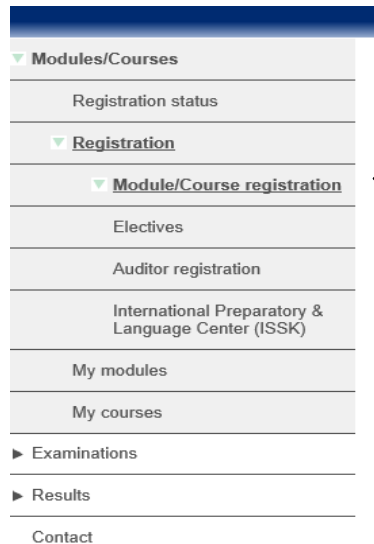 Modules/Courses
Registration status
Registration
Module/Course registration
Electives
Auditor registration
International Preparatory &
Language Center (ISSK)
My modules
My courses
Examinations
Results
Contact